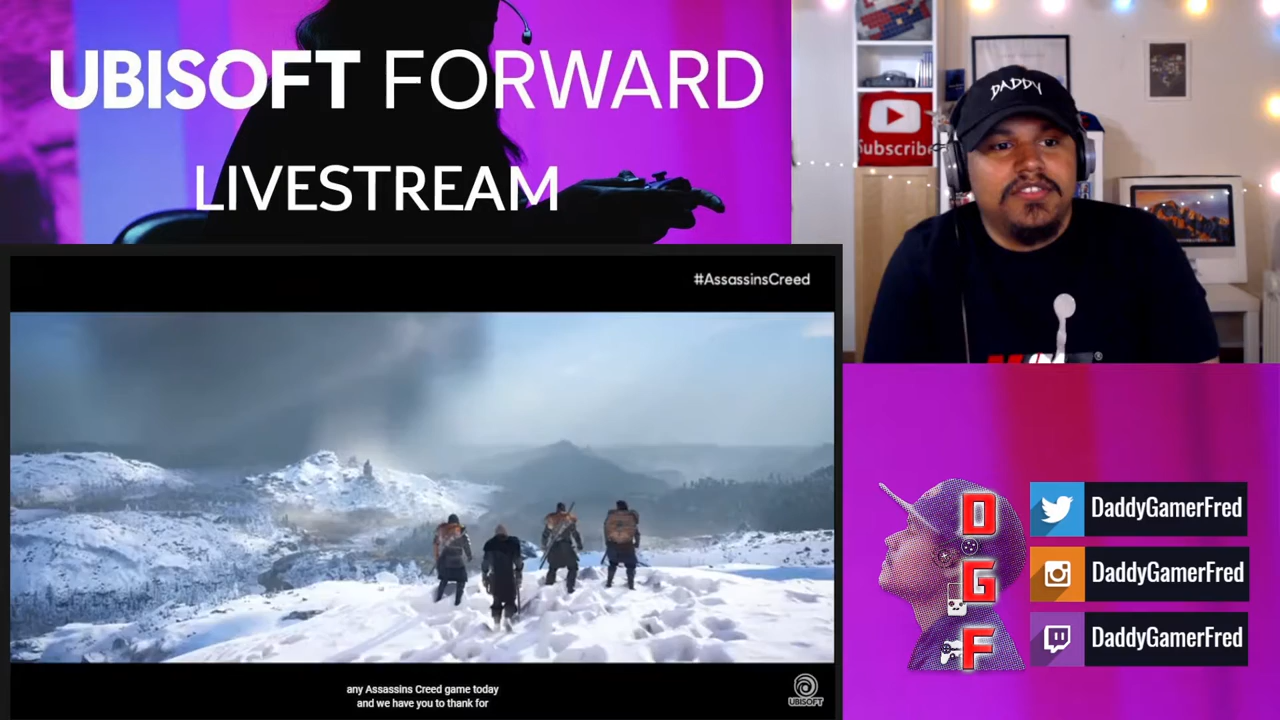 UBISOFT FORWARD
LIVESTREAM
DADDY
Subscribe
#AssassinsCreed
any Assassins Creed game today
and we have you to thank for
UBISOFT
DGF
DaddyGamerFred
DaddyGamerFred
DaddyGamerFred